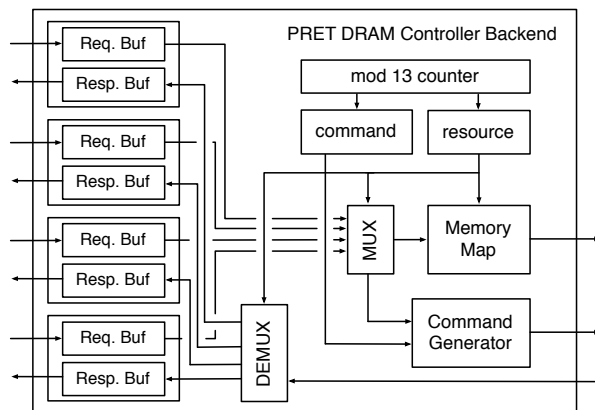 PRET DRAM Controller Backend
Req. Buf
Resp. Buf
mod 13 counter
command
resource
Req. Buf
Resp. Buf
Req. Buf
Resp. Buf
MUX
Memory
Map
Req. Buf
Resp. Buf
DEMUX
Command
Generator